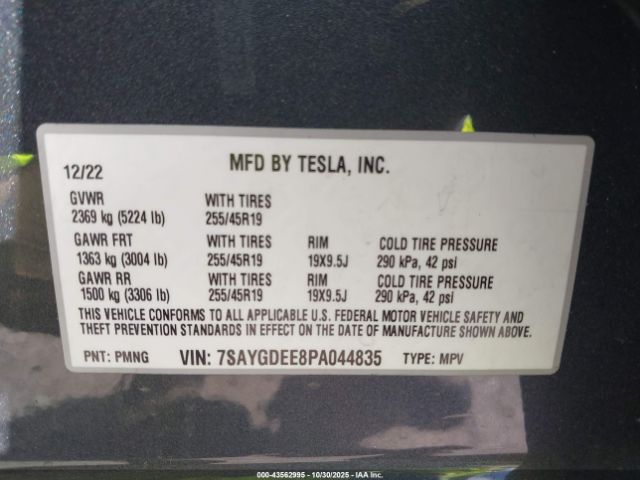 12/22 MFD BY TESLA, INC.
GVWR WITH TIRES
2369 kg (5224 lb) 255/45R19
GAWR FRT WITH TIRES RIM COLD TIRE PRESSURE
1363 kg (3004 lb) 255/45R19 19X9.5J 290 kPa, 42 psi
GAWR RR WITH TIRES RIM COLD TIRE PRESSURE
1500 kg (3306 lb) 255/45R19 19X9.5J 290 kPa, 42 psi
THIS VEHICLE CONFORMS TO ALL APPLICABLE U.S. FEDERAL MOTOR VEHICLE SAFETY AND
THEFT PREVENTION STANDARDS IN EFFECT ON THE DATE OF MANUFACTURE SHOWN ABOVE.
PNT: PMNG VIN: 7SAYGDEE8PA044835 TYPE: MPV
000-43562995 - 10/30/2025 - IAA Inc.